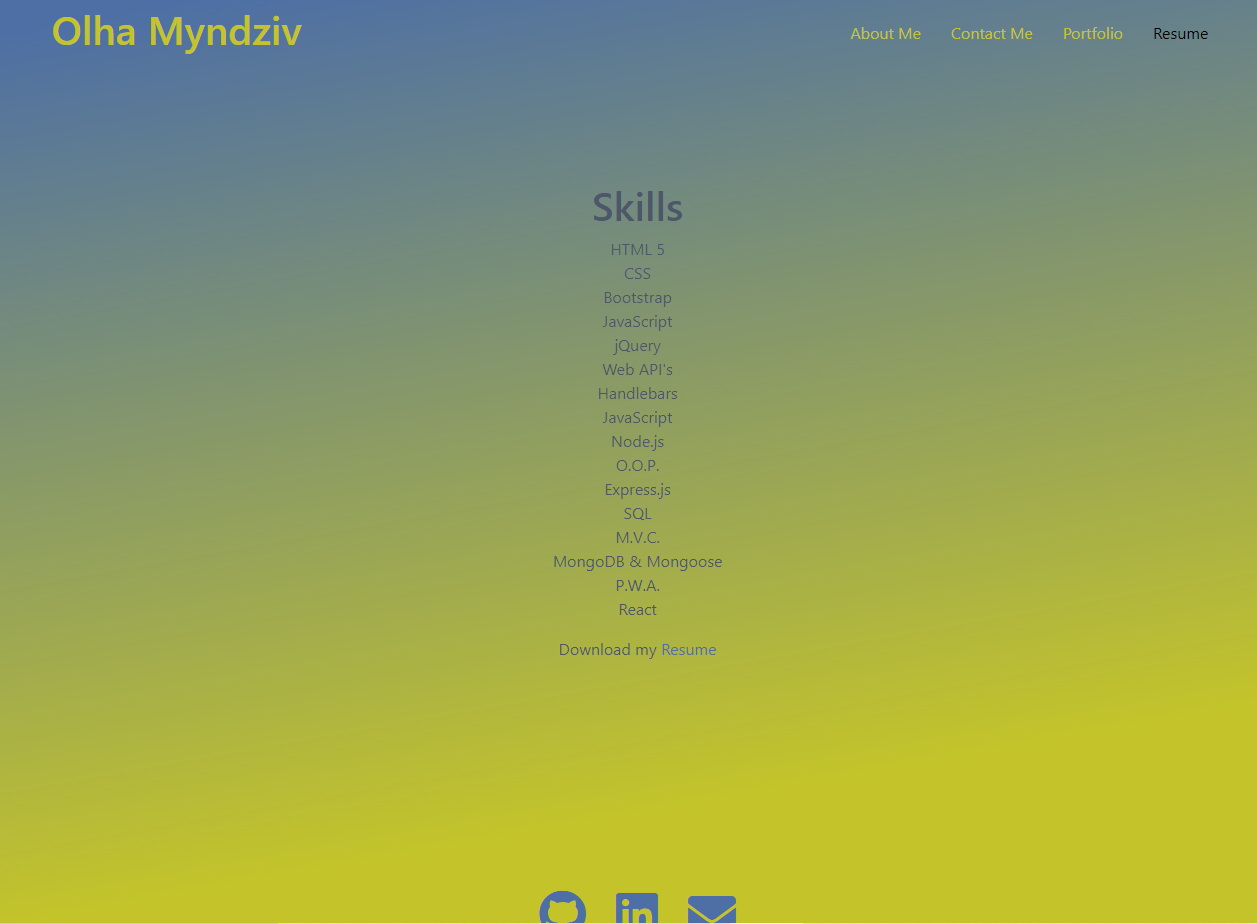 Olha Myndziv
About Me Contact Me Portfolio Resume
Skills
HTML 5
CSS
Bootstrap
JavaScript
jQuery
Web API's
Handlebars
JavaScript
Node.js
O.O.P.
Express.js
SQL
M.V.C.
MongoDB & Mongoose
P.W.A.
React
Download my Resume
in